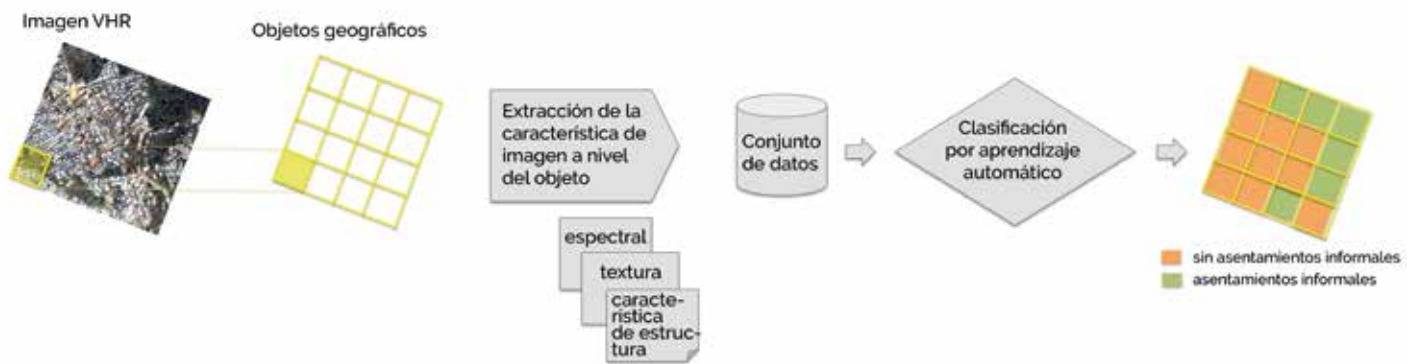 Imagen VHR
Objetos geográficos
Extracción de la
característica de
imagen a nivel
del objeto
espectral
textura
caracte-
rística
de estruc-
tura
Conjunto
de datos
Clasificación
por aprendizaje
automático
sin asentamientos informales
asentamientos informales